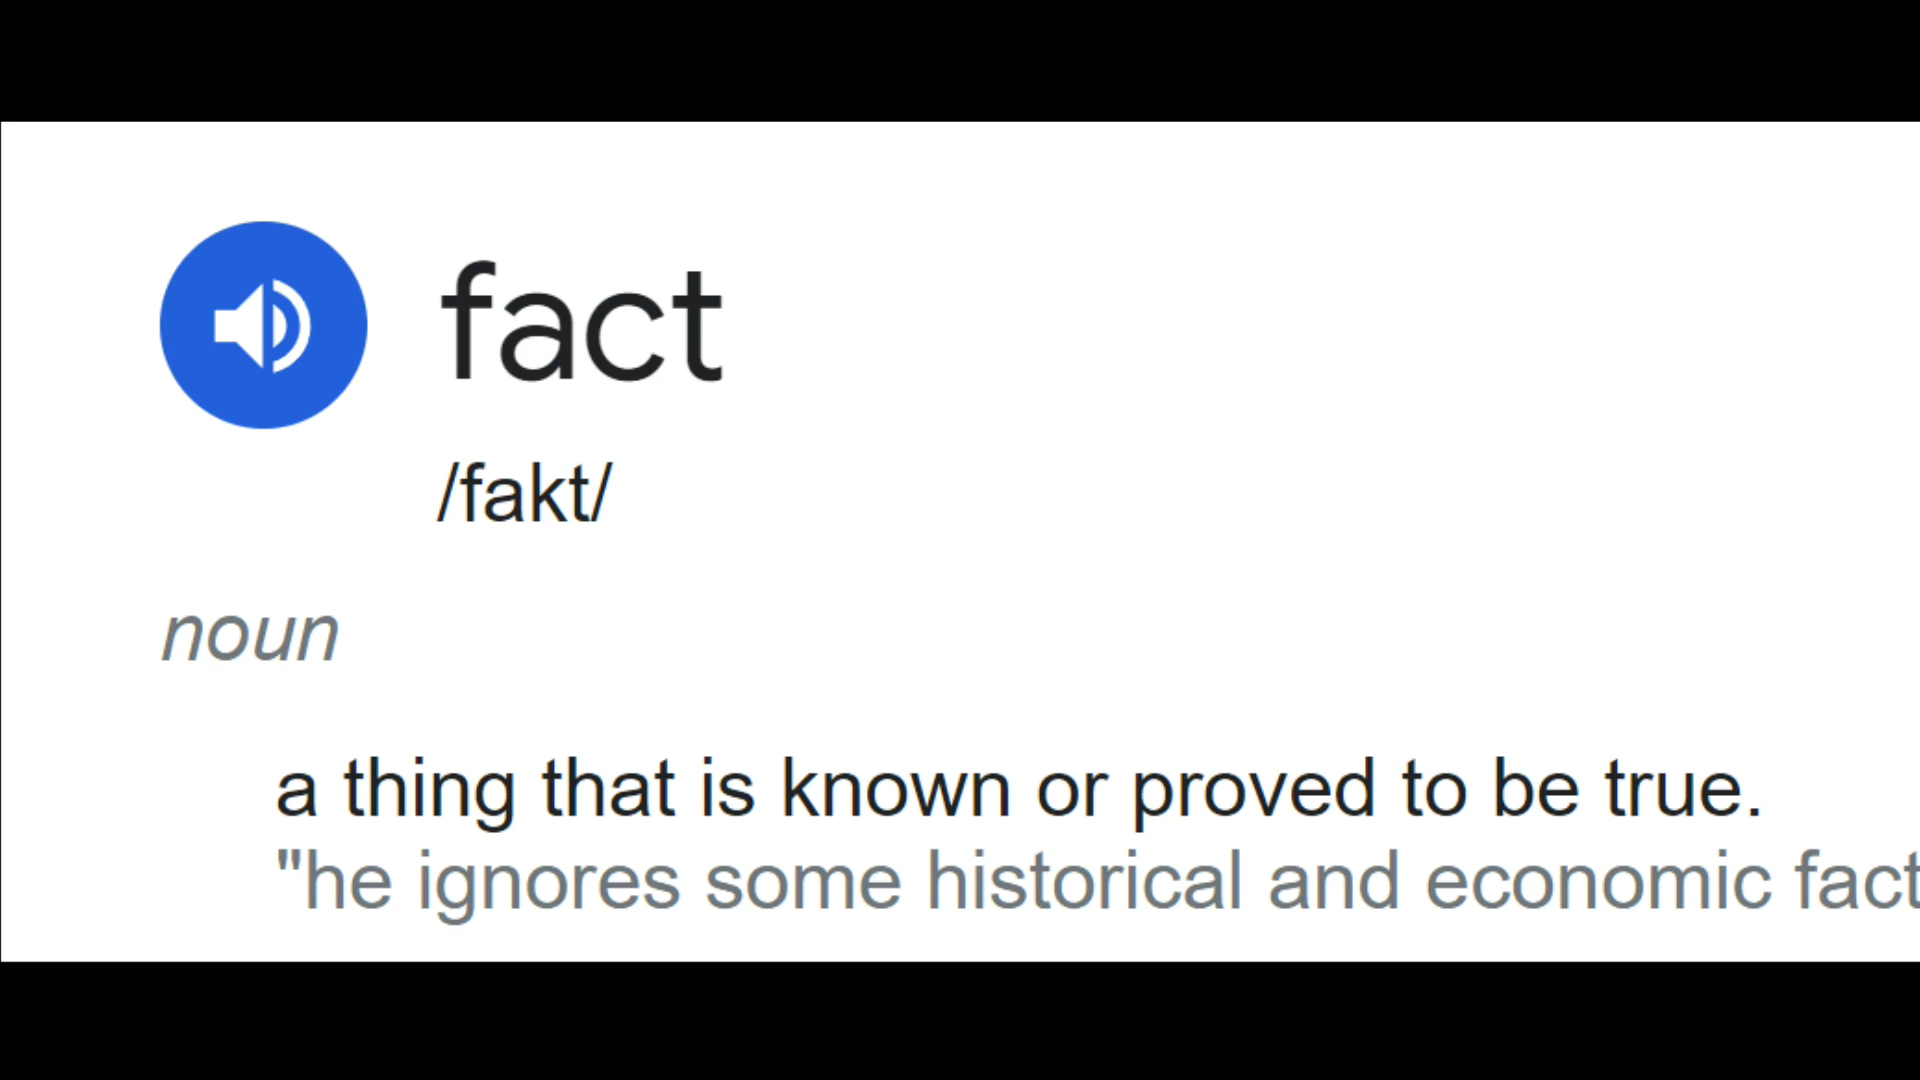 fact
/fakt/
noun
a thing that is known or proved to be true.
"he ignores some historical and economic fact